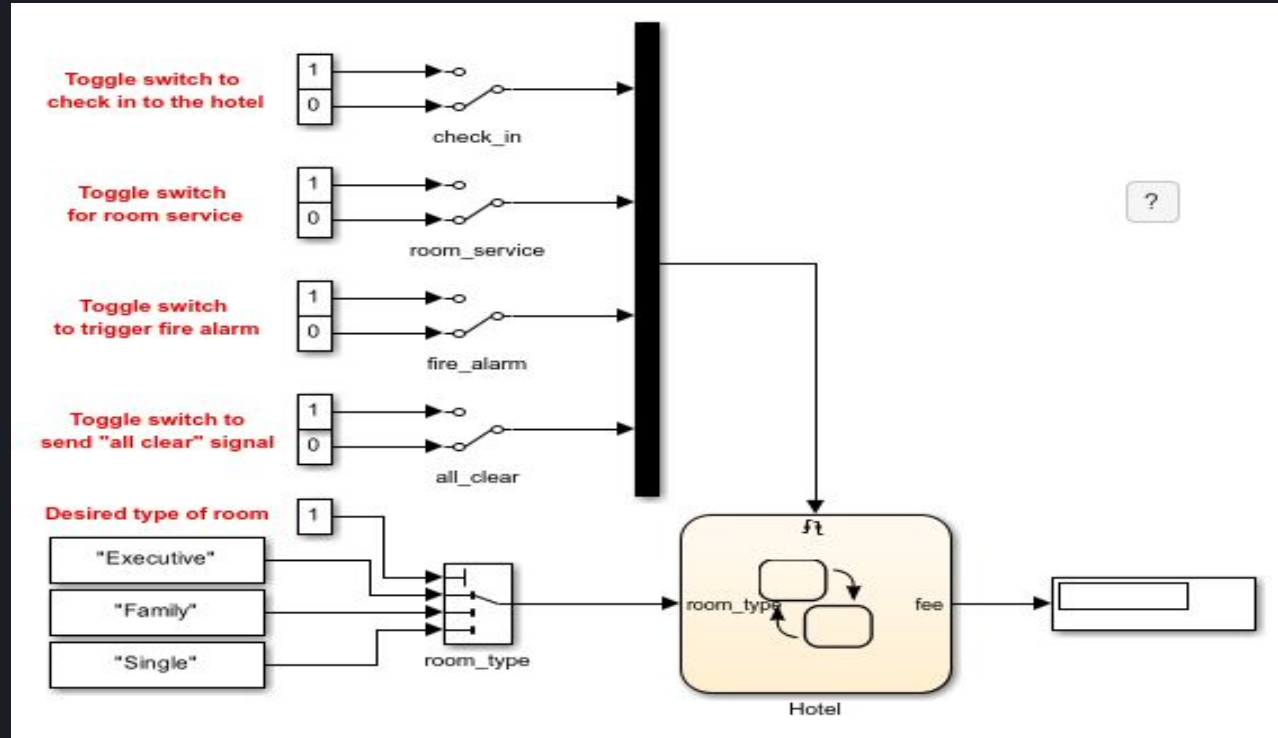 Toggle switch to
check in to the hotel
1
0
check_in
Toggle switch
for room service
1
0
room_service
?
Toggle switch
to trigger fire alarm
1
0
fire_alarm
Toggle switch to
send "all clear" signal
1
0
all_clear
Desired type of room
1
"Executive"
"Family"
"Single"
room_type
room_type
fee
Hotel